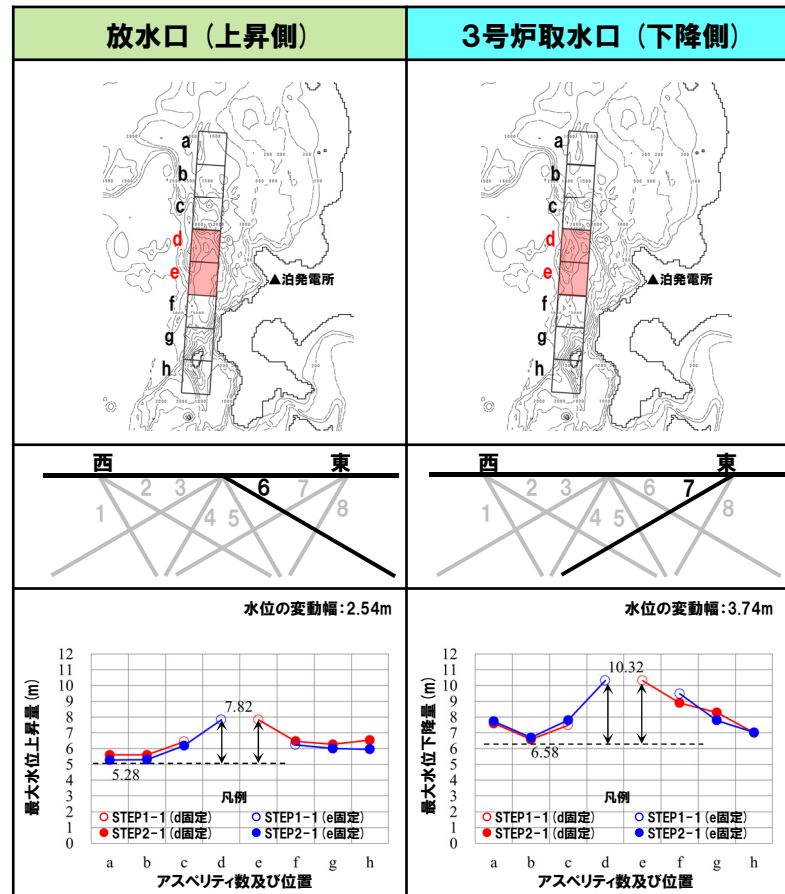 放水口（上昇側）
3号炉取水口（下降側）
a
b
c
d
e
f
g
h
▲泊発電所
a
b
c
d
e
f
g
h
▲泊発電所
西 東
1 2 3 4 5 6 7 8
西 東
1 2 3 4 5 6 7 8
水位の変動幅：2.54m
最大水位上昇量(m)
12
11
10
9
8
7
6
5
4
3
2
1
0
7.82
5.28
凡例
STEP1-1（d固定） STEP1-1（e固定）
STEP2-1（d固定） STEP2-1（e固定）
a b c d e f g h
アスペリティ数及び位置
水位の変動幅：3.74m
最大水位下降量(m)
12
11
10
9
8
7
6
5
4
3
2
1
0
10.32
6.58
凡例
STEP1-1（d固定） STEP1-1（e固定）
STEP2-1（d固定） STEP2-1（e固定）
a b c d e f g h
アスペリティ数及び位置